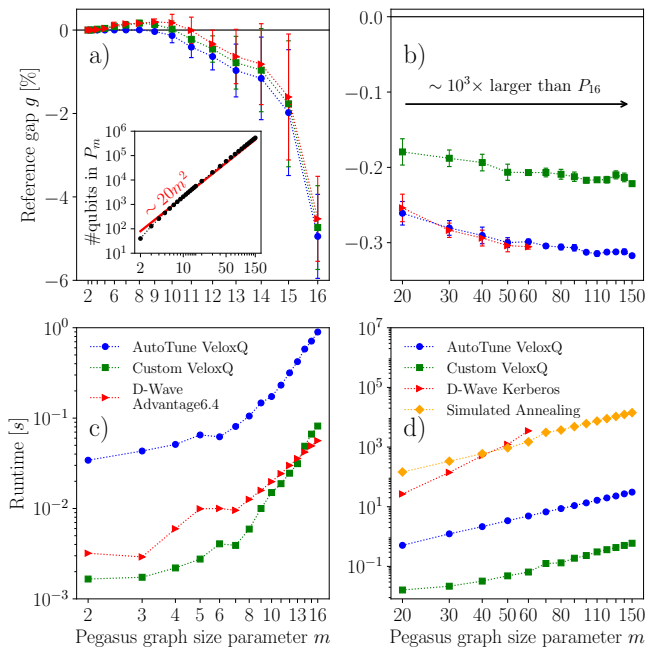 a)
Reference gap g [%]
0
−2
−4
−6
#qubits in P_m
10^6
10^5
10^4
10^3
10^2
10^1
~ 20m^2
2 10 50 150
2 4 6 8 9 10 11 12 13 14 15 16
b)
~ 10^3× larger than P_16
0.0
−0.1
−0.2
−0.3
20 30 40 50 60 80 110 150
c)
Runtime [s]
10^0
10^−1
10^−2
10^−3
AutoTune VeloxQ
Custom VeloxQ
D-Wave
Advantage6.4
2 3 4 5 6 8 10 13 16
Pegasus graph size parameter m
d)
10^7
10^5
10^3
10^1
10^−1
AutoTune VeloxQ
Custom VeloxQ
D-Wave Kerberos
Simulated Annealing
20 30 40 50 60 80 110 150
Pegasus graph size parameter m